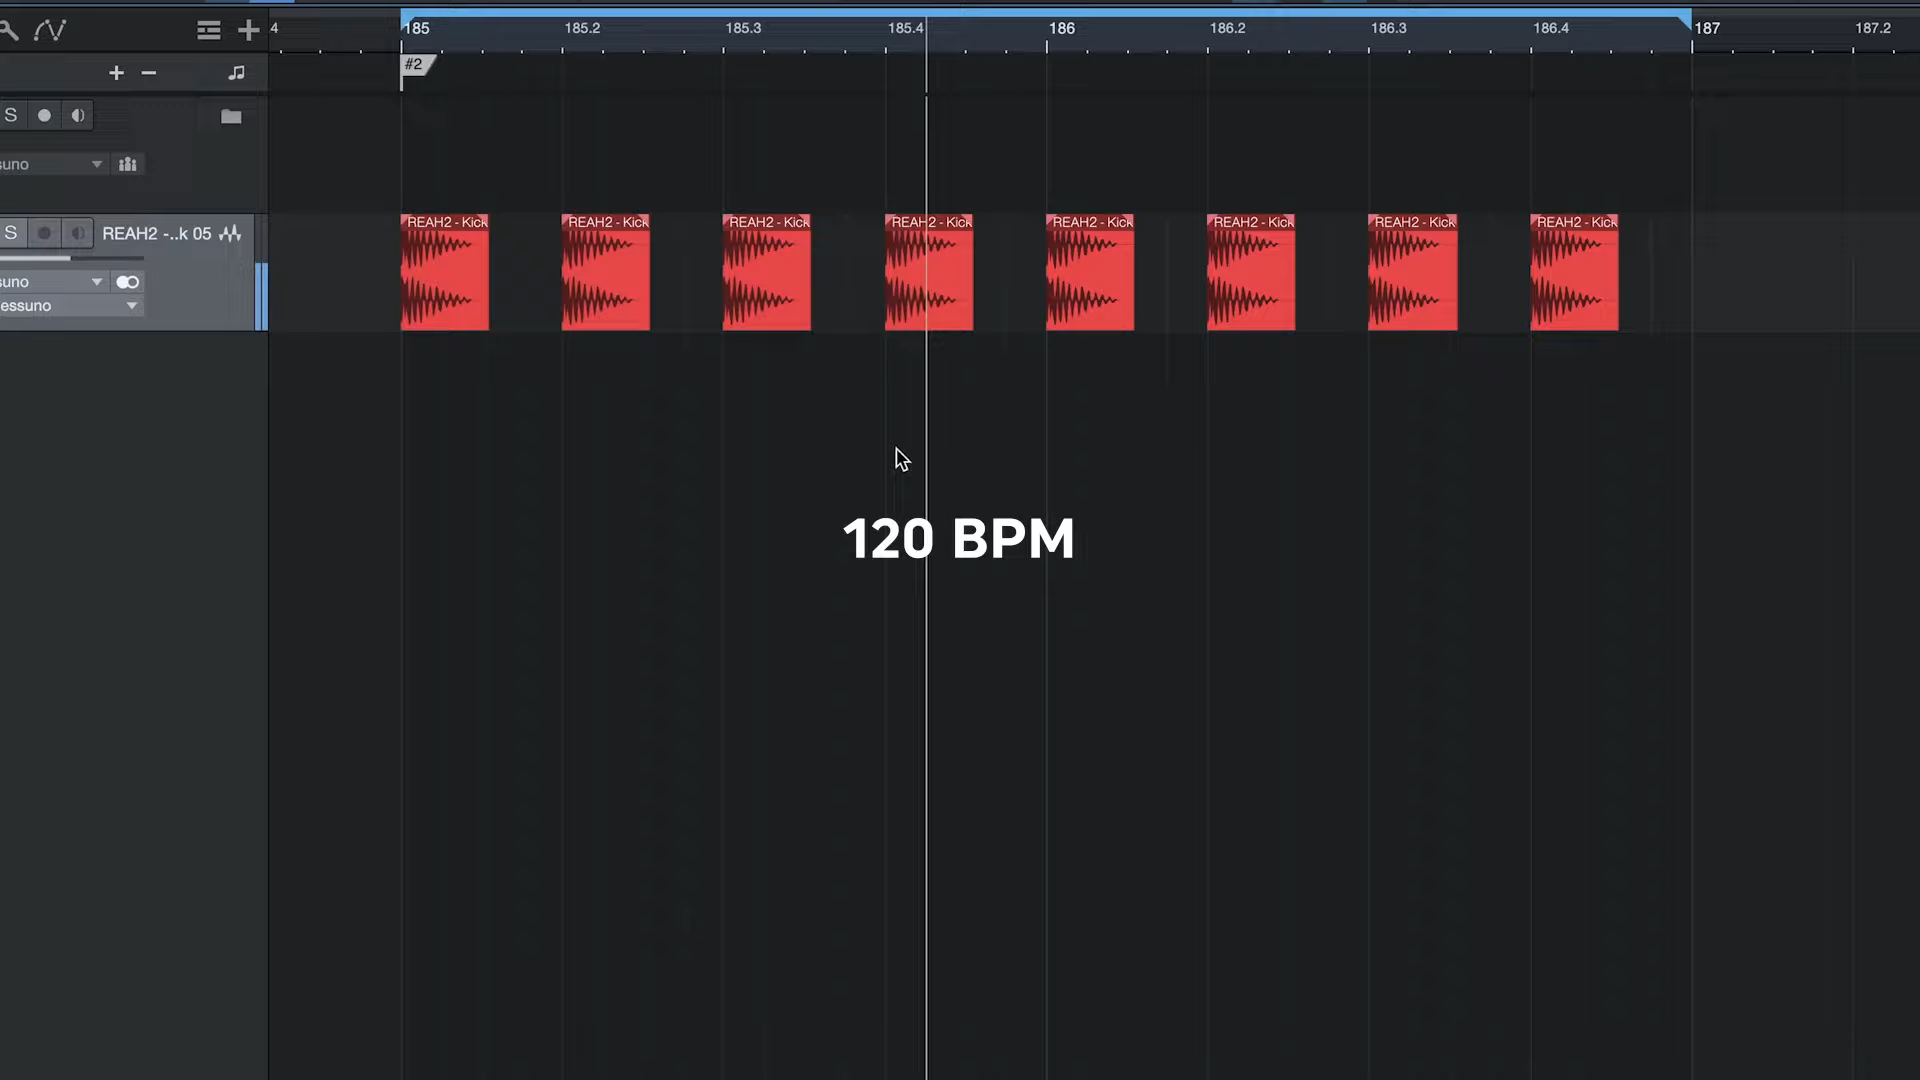 4 185 185.2 185.3 185.4 186 186.2 186.3 186.4 187 187.2
#2
S
suno
REAH2 - Kick REAH2 - Kick REAH2 - Kick REAH2 - Kick REAH2 - Kick REAH2 - Kick REAH2 - Kick REAH2 - Kick
S REAH2 -..k 05
suno
essuno
120 BPM